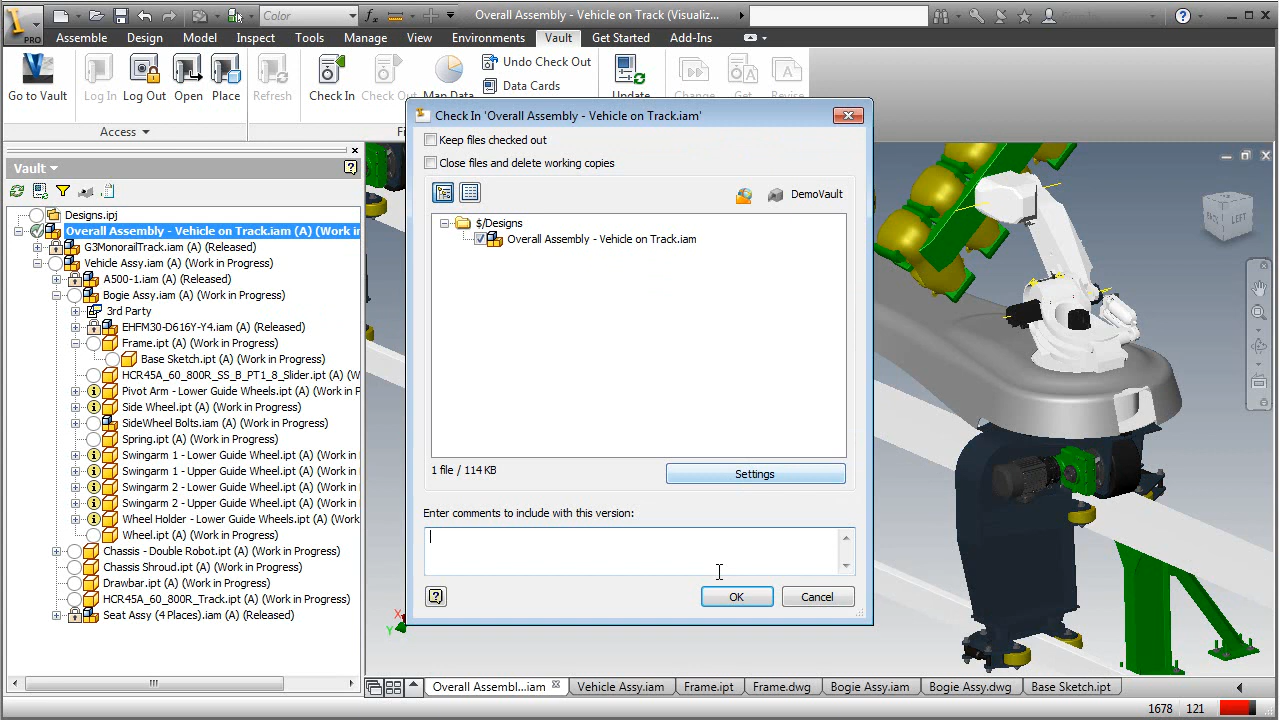 Color
Overall Assembly - Vehicle on Track (Visualiz...
PRO
Assemble Design Model Inspect Tools Manage View Environments Vault Get Started Add-Ins
Go to Vault Log In Log Out Open Place Refresh Check In Check Out Map Data Undo Check Out Data Cards Update Change Get Revise
Access
Check In 'Overall Assembly - Vehicle on Track.iam'
Keep files checked out
Close files and delete working copies
DemoVault
$/Designs
Overall Assembly - Vehicle on Track.iam
1 file / 114 KB
Settings
Enter comments to include with this version:
OK Cancel
Vault
Designs.ipj
Overall Assembly - Vehicle on Track.iam (A) (Work in
G3MonorailTrack.iam (A) (Released)
Vehicle Assy.iam (A) (Work in Progress)
A500-1.iam (A) (Released)
Bogie Assy.iam (A) (Work in Progress)
3rd Party
EHFM30-D616Y-Y4.iam (A) (Released)
Frame.ipt (A) (Work in Progress)
Base Sketch.ipt (A) (Work in Progress)
HCR45A_60_800R_SS_B_PT1_8_Slider.ipt (A) (W
Pivot Arm - Lower Guide Wheels.ipt (A) (Work in P
Side Wheel.ipt (A) (Work in Progress)
SideWheel Bolts.iam (A) (Work in Progress)
Spring.ipt (A) (Work in Progress)
Swingarm 1 - Lower Guide Wheel.ipt (A) (Work in
Swingarm 1 - Upper Guide Wheel.ipt (A) (Work in
Swingarm 2 - Lower Guide Wheel.ipt (A) (Work in
Swingarm 2 - Upper Guide Wheel.ipt (A) (Work in
Wheel Holder - Lower Guide Wheels.ipt (A) (Work
Wheel.ipt (A) (Work in Progress)
Chassis - Double Robot.ipt (A) (Work in Progress)
Chassis Shroud.ipt (A) (Work in Progress)
Drawbar.ipt (A) (Work in Progress)
HCR45A_60_800R_Track.ipt (A) (Work in Progress)
Seat Assy (4 Places).iam (A) (Released)
LEFT
X
Y
Overall Assembl...iam Vehicle Assy.iam Frame.ipt Frame.dwg Bogie Assy.iam Bogie Assy.dwg Base Sketch.ipt
1678 121